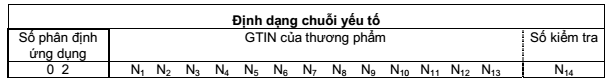 Định dạng chuỗi yếu tố
Số phân định ứng dụng GTIN của thương phẩm Số kiểm tra
0 2 N1 N2 N3 N4 N5 N6 N7 N8 N9 N10 N11 N12 N13 N14